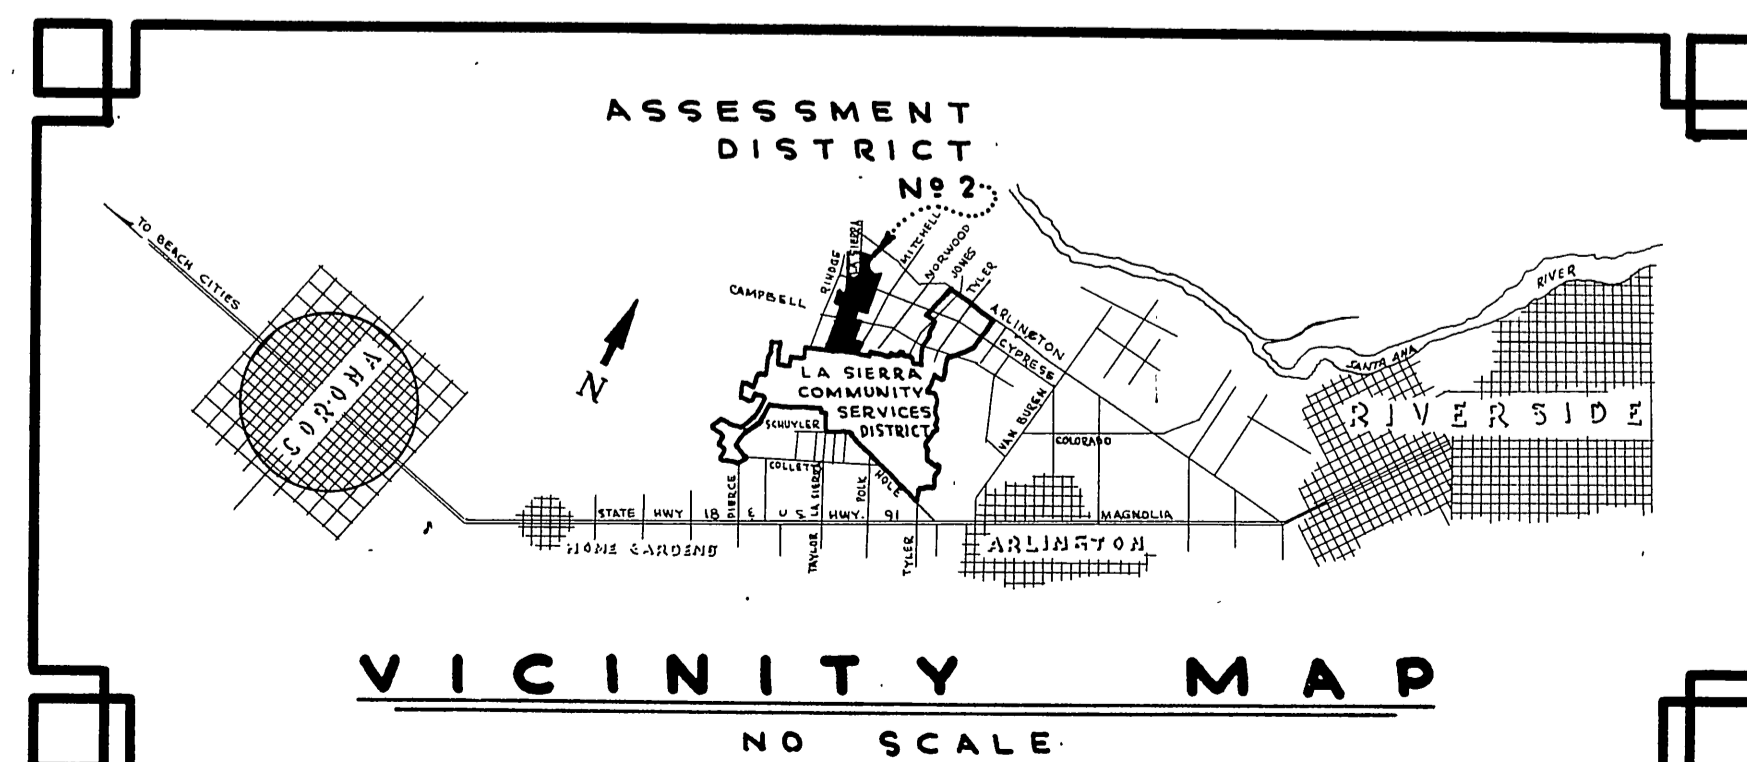 ASSESSMENT
DISTRICT
Nº 2
TO BEACH CITIES
CORONA
N
CAMPBELL
RINDGE
LA SIERRA
MITCHELL
NORWOOD
JONES
TYLER
ARLINGTON
CYPRESS
VAN BUREN
COLORADO
SANTA ANA
RIVER
RIVERSIDE
LA SIERRA
COMMUNITY
SERVICES
DISTRICT
SCHUYLER
COLLETT
HOLE
PIERCE
LA SIERRA
POLK
STATE HWY 18 & U S HWY. 91
MAGNOLIA
HOME GARDENS
TAYLOR
TYLER
ARLINGTON
VICINITY MAP
NO SCALE